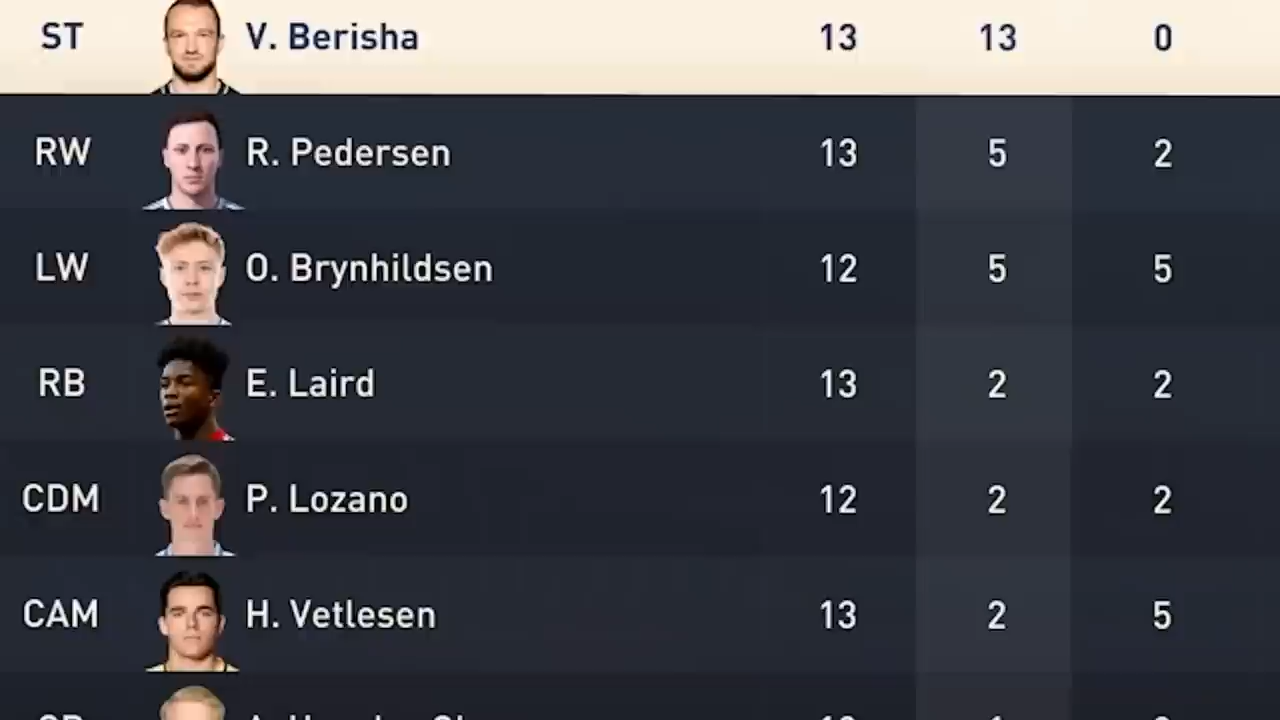 ST V. Berisha 13 13 0
RW R. Pedersen 13 5 2
LW O. Brynhildsen 12 5 5
RB E. Laird 13 2 2
CDM P. Lozano 12 2 2
CAM H. Vetlesen 13 2 5